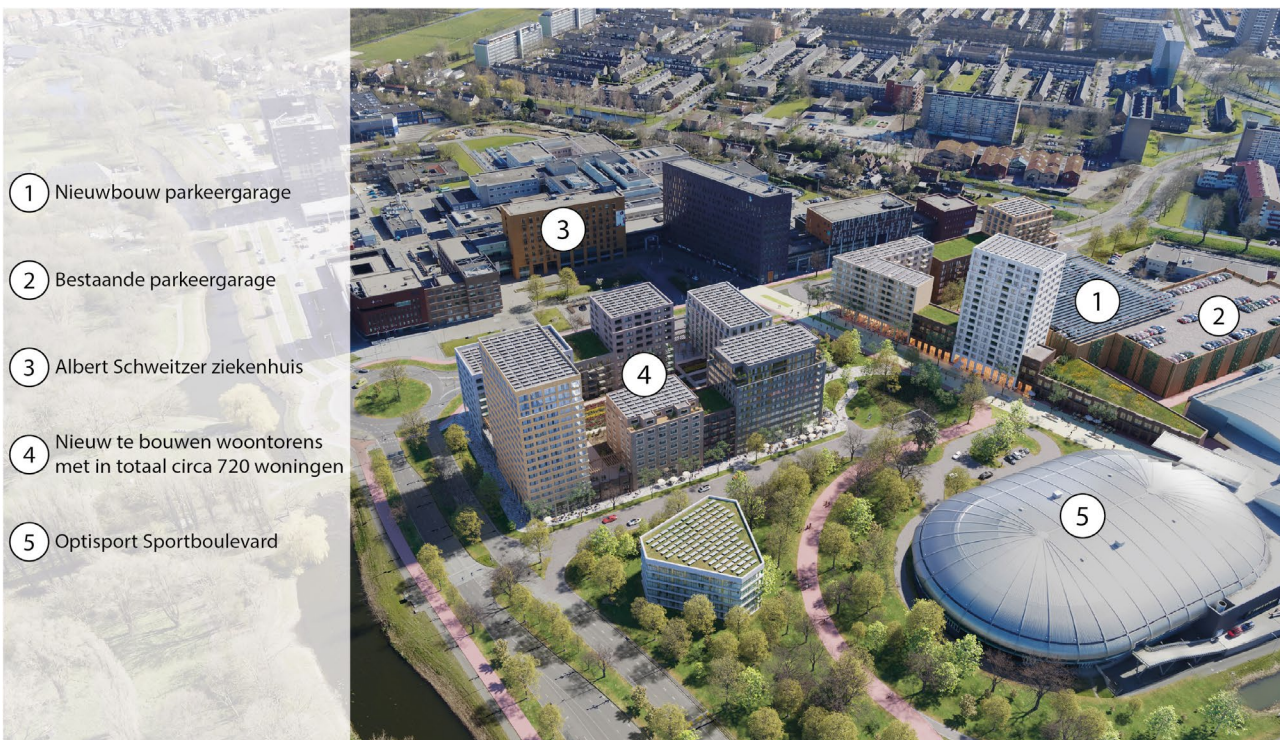 1 Nieuwbouw parkeergarage
2 Bestaande parkeergarage
3 Albert Schweitzer ziekenhuis
4 Nieuw te bouwen woontorens
met in totaal circa 720 woningen
5 Optisport Sportboulevard
3
1
2
4
5